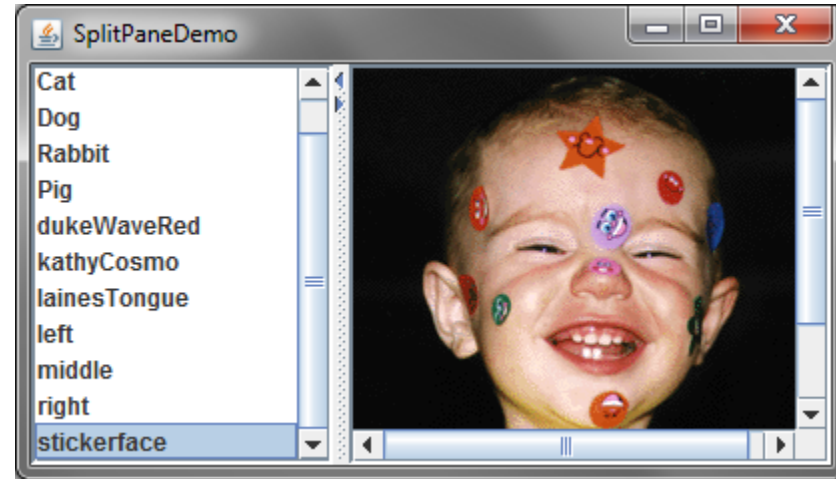 SplitPaneDemo
Cat
Dog
Rabbit
Pig
dukeWaveRed
kathyCosmo
lainesTongue
left
middle
right
stickerface